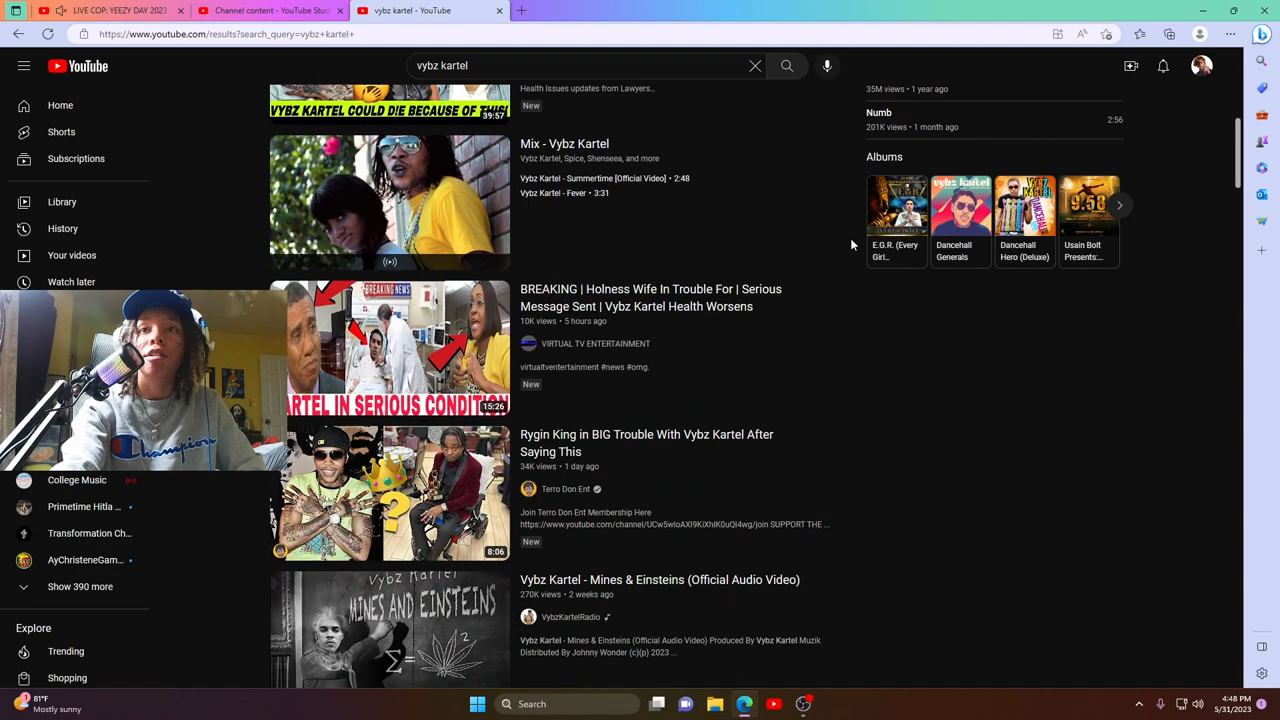 LIVE COP: YEEZY DAY 2023
Channel content - YouTube Stud
vybz kartel - YouTube
https://www.youtube.com/results?search_query=vybz+kartel+
YouTube
vybz kartel
Home
Shorts
Subscriptions
Library
History
Your videos
Watch later
College Music
Primetime Hitla ...
Transformation Ch...
AyChristeneGam...
Show 390 more
Explore
Trending
Shopping
VYBZ KARTEL COULD DIE BECAUSE OF THIS!
39:57
Health Issues updates from Lawyers...
New
Mix - Vybz Kartel
Vybz Kartel, Spice, Shenseea, and more
Vybz Kartel - Summertime [Official Video] • 2:48
Vybz Kartel - Fever • 3:31
BREAKING NEWS
ARTEL IN SERIOUS CONDITION
15:26
BREAKING | Holness Wife In Trouble For | Serious
Message Sent | Vybz Kartel Health Worsens
10K views • 5 hours ago
VIRTUAL TV ENTERTAINMENT
virtualtventertainment #news #omg.
New
8:06
Rygin King in BIG Trouble With Vybz Kartel After
Saying This
34K views • 1 day ago
Terro Don Ent
Join Terro Don Ent Membership Here
https://www.youtube.com/channel/UCw5wIoAXI9KiXhIK0uQI4wg/join SUPPORT THE ...
New
Vybz Kartel
MINES AND EINSTEINS
Vybz Kartel - Mines & Einsteins (Official Audio Video)
270K views • 2 weeks ago
VybzKartelRadio
Vybz Kartel - Mines & Einsteins (Official Audio Video) Produced By Vybz Kartel Muzik
Distributed By Johnny Wonder (c)(p) 2023 ...
35M views • 1 year ago
Numb
201K views • 1 month ago
2:56
Albums
vybz kartel
9.58
E.G.R. (Every
Girl...
Dancehall
Generals
Dancehall
Hero (Deluxe)
Usain Bolt
Presents:...
Champion
81°F
Mostly sunny
Search
4:48 PM
5/31/2023